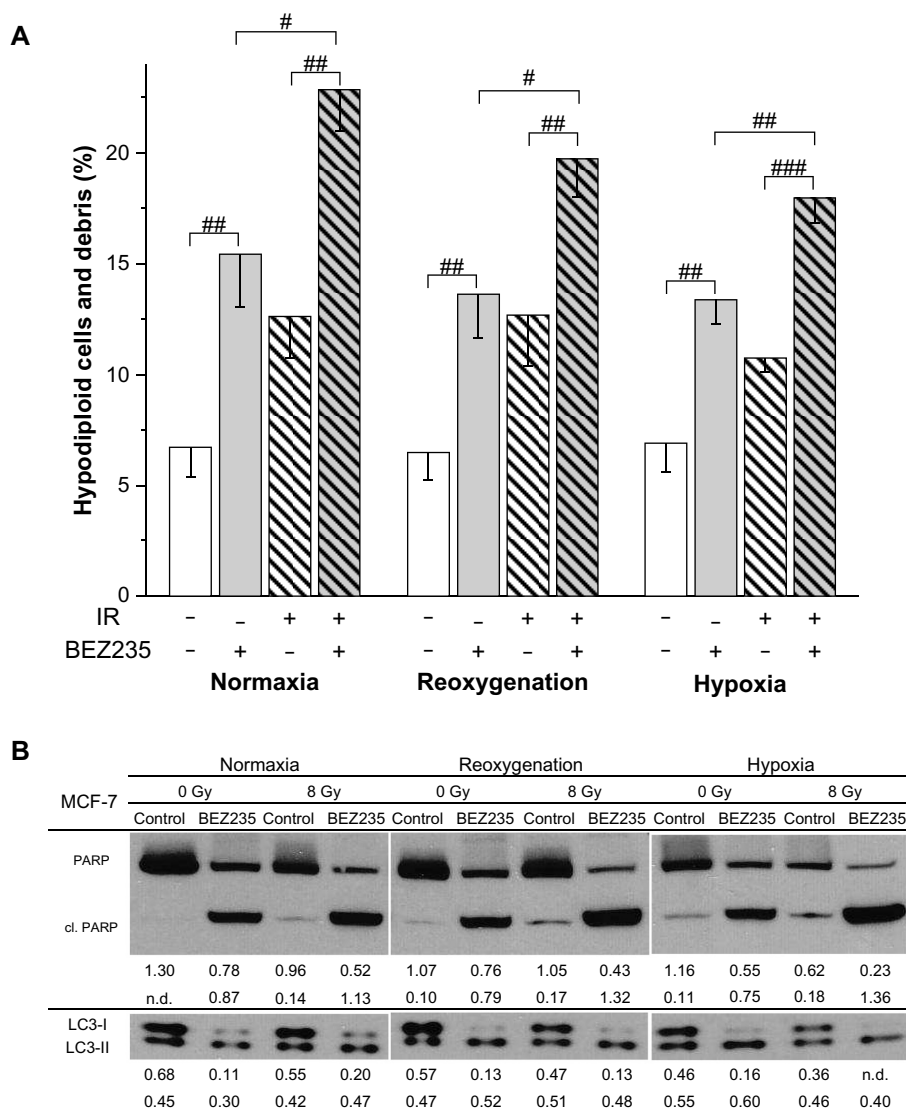 A
# 
##
#
##
##
###
##
##
##
Hypodiploid cells and debris (%)
20
15
10
5
0
IR – – + + – – + + – – + +
BEZ235 – + – + – + – + – + – +
Normaxia Reoxygenation Hypoxia
B
Normaxia Reoxygenation Hypoxia
MCF-7 0 Gy 8 Gy 0 Gy 8 Gy 0 Gy 8 Gy
Control BEZ235 Control BEZ235 Control BEZ235 Control BEZ235 Control BEZ235 Control BEZ235
PARP
cl. PARP
1.30 0.78 0.96 0.52 1.07 0.76 1.05 0.43 1.16 0.55 0.62 0.23
n.d. 0.87 0.14 1.13 0.10 0.79 0.17 1.32 0.11 0.75 0.18 1.36
LC3-I
LC3-II
0.68 0.11 0.55 0.20 0.57 0.13 0.47 0.13 0.46 0.16 0.36 n.d.
0.45 0.30 0.42 0.47 0.47 0.52 0.51 0.48 0.55 0.60 0.46 0.40